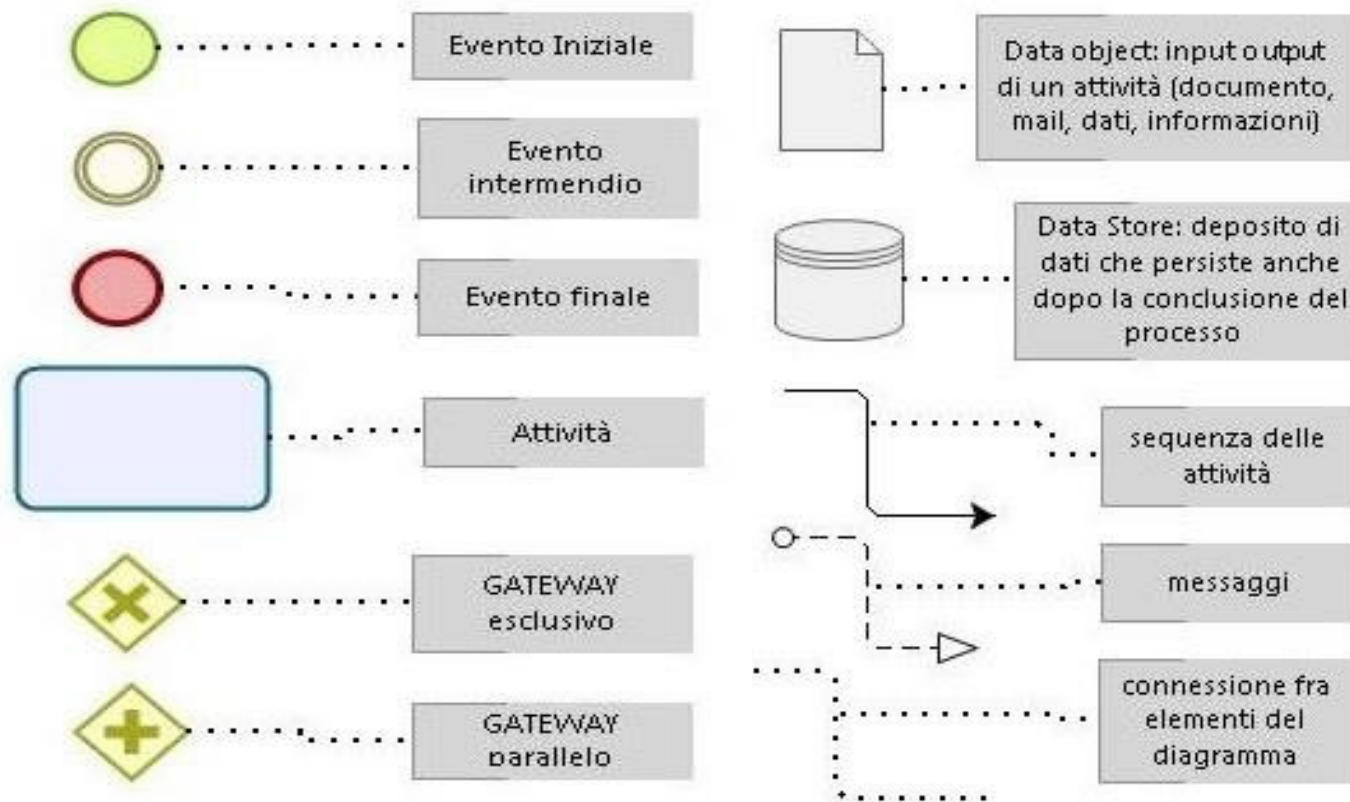 Evento Iniziale
Evento
intermendio
Evento finale
Attività
GATEWAY
esclusivo
GATEWAY
parallelo
Data object: input output
di un attività (documento,
mail, dati, informazioni)
Data Store: deposito di
dati che persiste anche
dopo la conclusione del
processo
sequenza delle
attività
messaggi
connessione fra
elementi del
diagramma